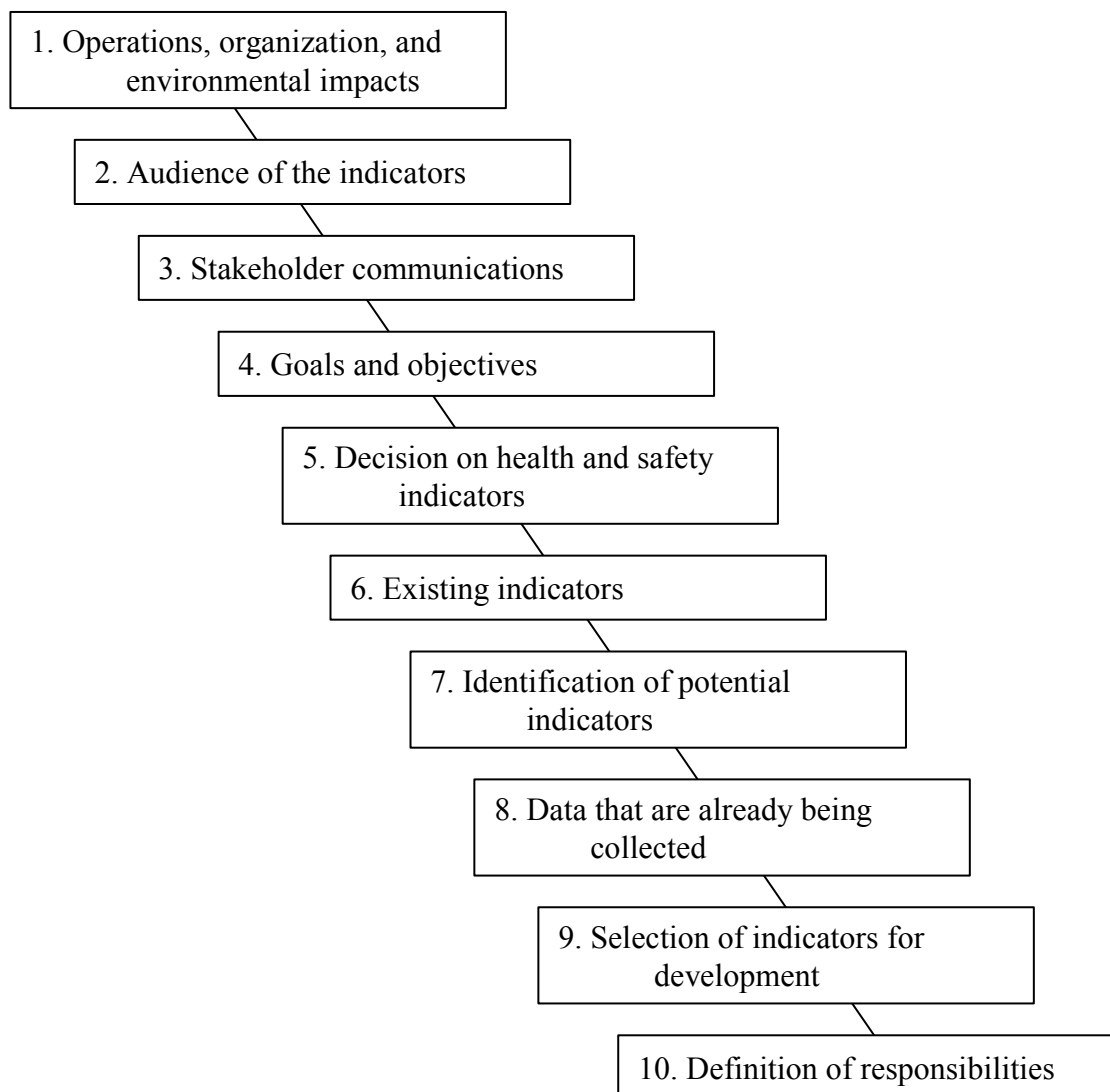 1. Operations, organization, and
environmental impacts
2. Audience of the indicators
3. Stakeholder communications
4. Goals and objectives
5. Decision on health and safety
indicators
6. Existing indicators
7. Identification of potential
indicators
8. Data that are already being
collected
9. Selection of indicators for
development
10. Definition of responsibilities